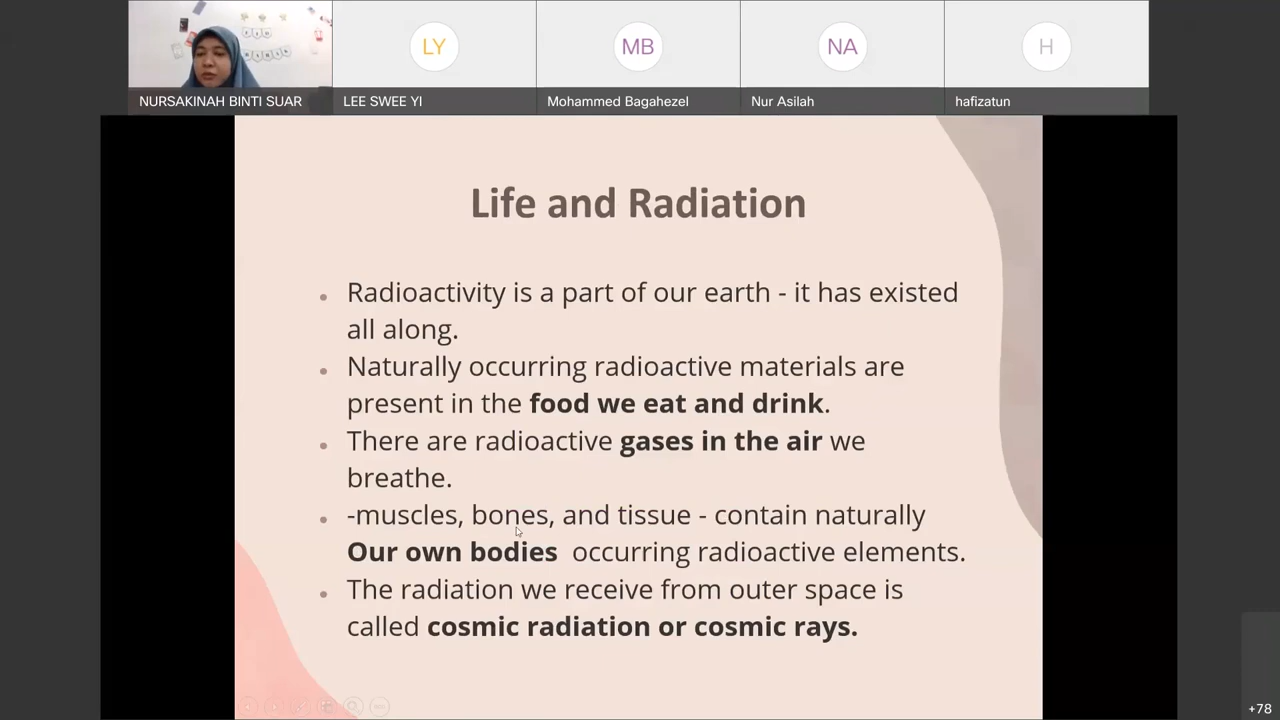 NURSAKINAH BINTI SUAR
LY
LEE SWEE YI
MB
Mohammed Bagahezel
NA
Nur Asilah
H
hafizatun
Life and Radiation
Radioactivity is a part of our earth - it has existed
all along.
Naturally occurring radioactive materials are
present in the food we eat and drink.
There are radioactive gases in the air we
breathe.
-muscles, bones, and tissue - contain naturally
Our own bodies occurring radioactive elements.
The radiation we receive from outer space is
called cosmic radiation or cosmic rays.
+78